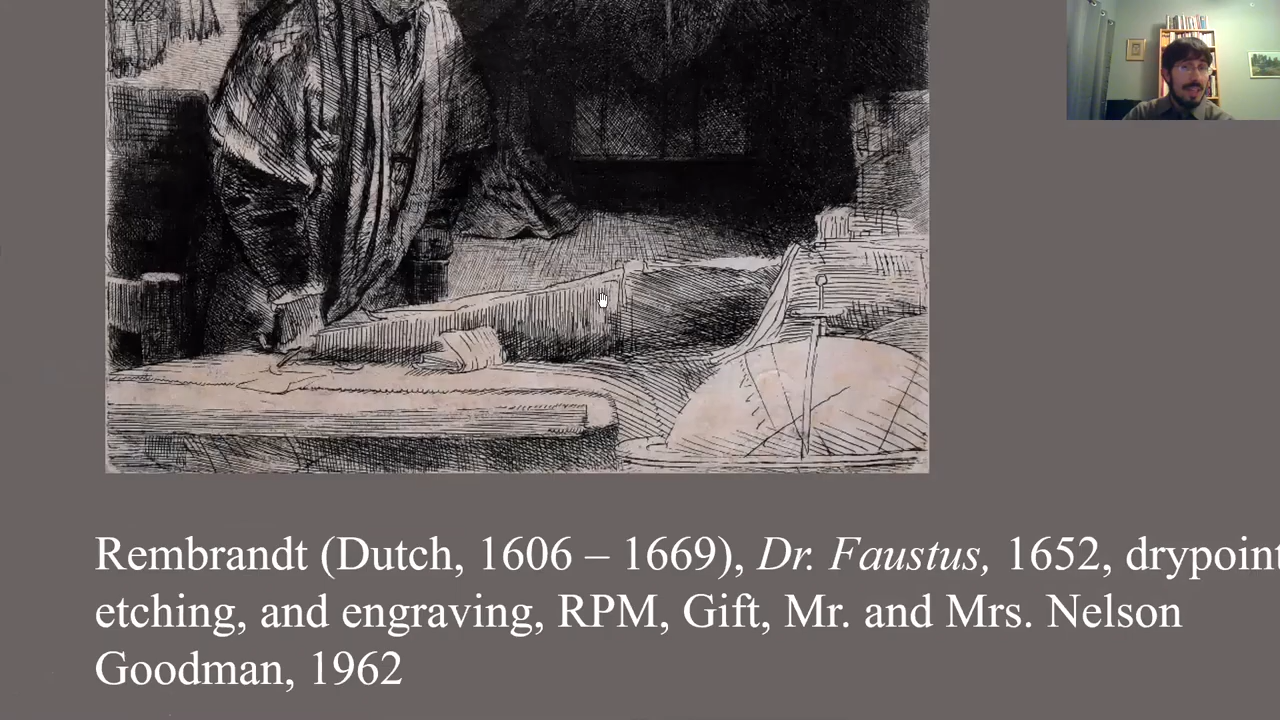 Rembrandt (Dutch, 1606 – 1669), Dr. Faustus, 1652, drypoint
etching, and engraving, RPM, Gift, Mr. and Mrs. Nelson
Goodman, 1962